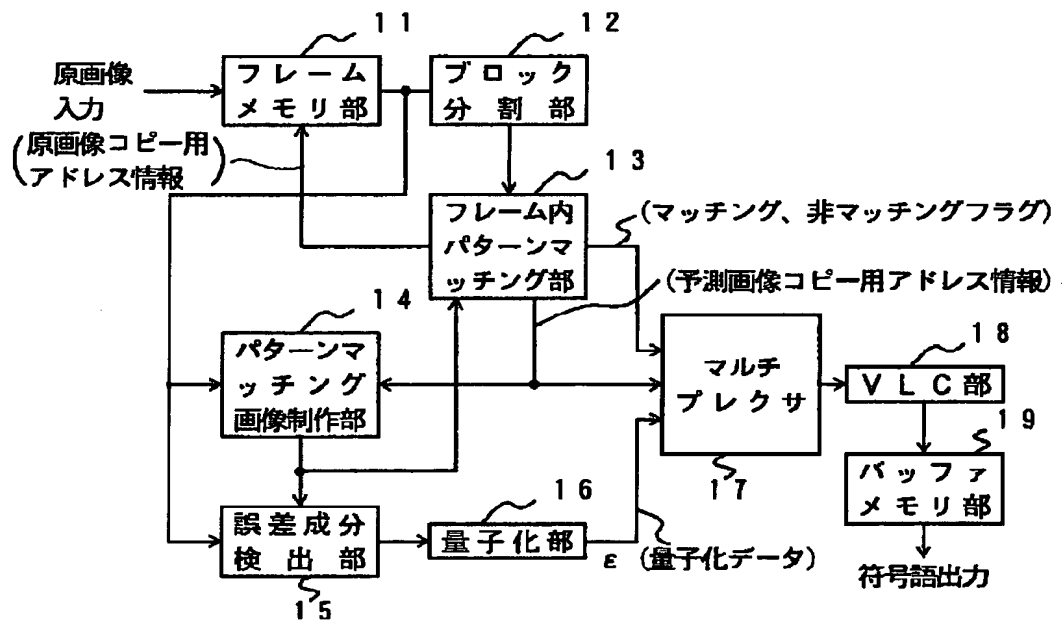 11
12
原画像
入力
フレーム
メモリ部
ブロック
分割部
(原画像コピー用
アドレス情報)
13
フレーム内
パターンマ
ッチング部
(マッチング、非マッチングフラグ)
(予測画像コピー用アドレス情報)
14
パターンマ
ッチング
画像制作部
マルチ
プレクサ
17
18
VLC部
19
バッファ
メモリ部
符号語出力
誤差成分
検出部
15
16
量子化部
ε (量子化データ)